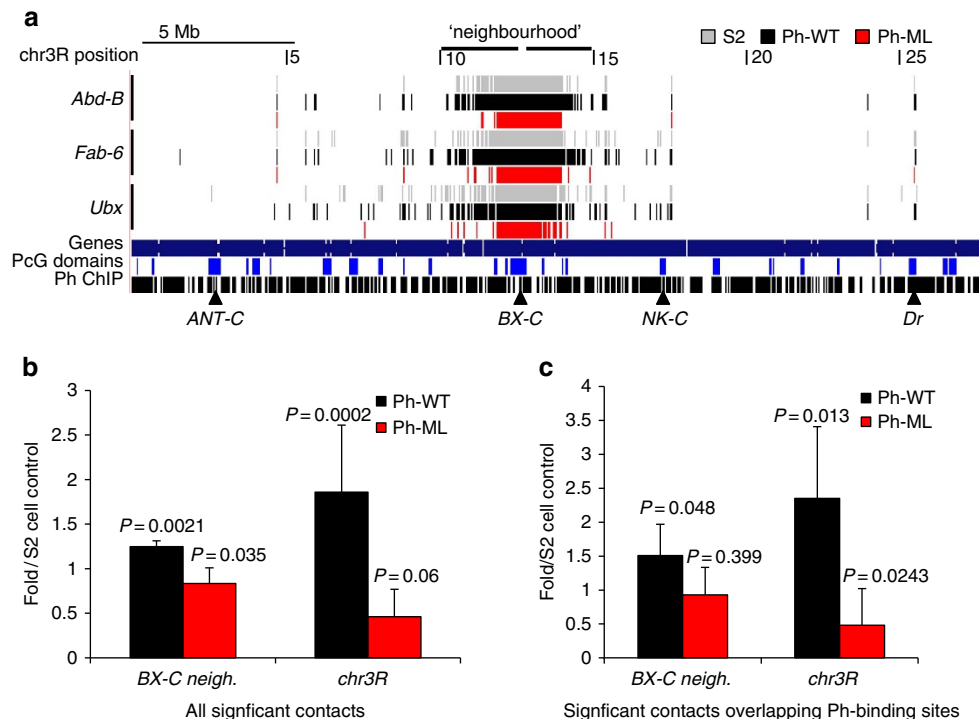 a
5 Mb
'neighbourhood'
S2 Ph-WT Ph-ML
chr3R position 5 10 15 20 25
Abd-B
Fab-6
Ubx
Genes
PcG domains
Ph ChIP
ANT-C BX-C NK-C Dr
b
Fold / S2 cell control
3
2.5
2
1.5
1
0.5
0
Ph-WT
Ph-ML
P = 0.0002
P = 0.0021
P = 0.035
P = 0.06
BX-C neigh. chr3R
All signficant contacts
c
Fold/S2 cell control
4
3.5
3
2.5
2
1.5
1
0.5
0
Ph-WT
Ph-ML
P = 0.013
P = 0.048
P = 0.399
P = 0.0243
BX-C neigh. chr3R
Signficant contacts overlapping Ph-binding sites